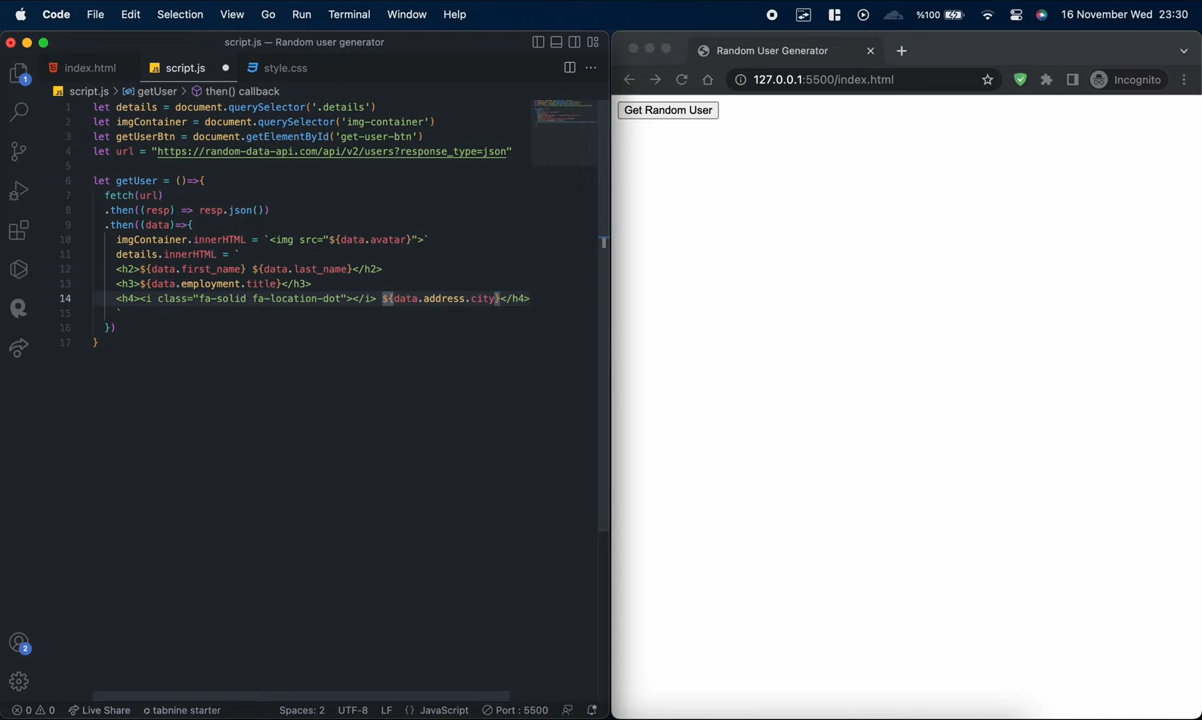 Code File Edit Selection View Go Run Terminal Window Help %100 16 November Wed 23:30
script.js — Random user generator
index.html script.js style.css
script.js > getUser > then() callback
1 let details = document.querySelector('.details')
2 let imgContainer = document.querySelector('img-container')
3 let getUserBtn = document.getElementById('get-user-btn')
4 let url = "https://random-data-api.com/api/v2/users?response_type=json"
5
6 let getUser = ()=>{
7 fetch(url)
8 .then((resp) => resp.json())
9 .then((data)=>{
10 imgContainer.innerHTML = `<img src="${data.avatar}">`
11 details.innerHTML = `
12 <h2>${data.first_name} ${data.last_name}</h2>
13 <h3>${data.employment.title}</h3>
14 <h4><i class="fa-solid fa-location-dot"></i> ${data.address.city}</h4>
15 `
16 })
17 }
1
2
0 0 Live Share tabnine starter Spaces: 2 UTF-8 LF {} JavaScript Port : 5500
Random User Generator
127.0.0.1:5500/index.html Incognito
Get Random User